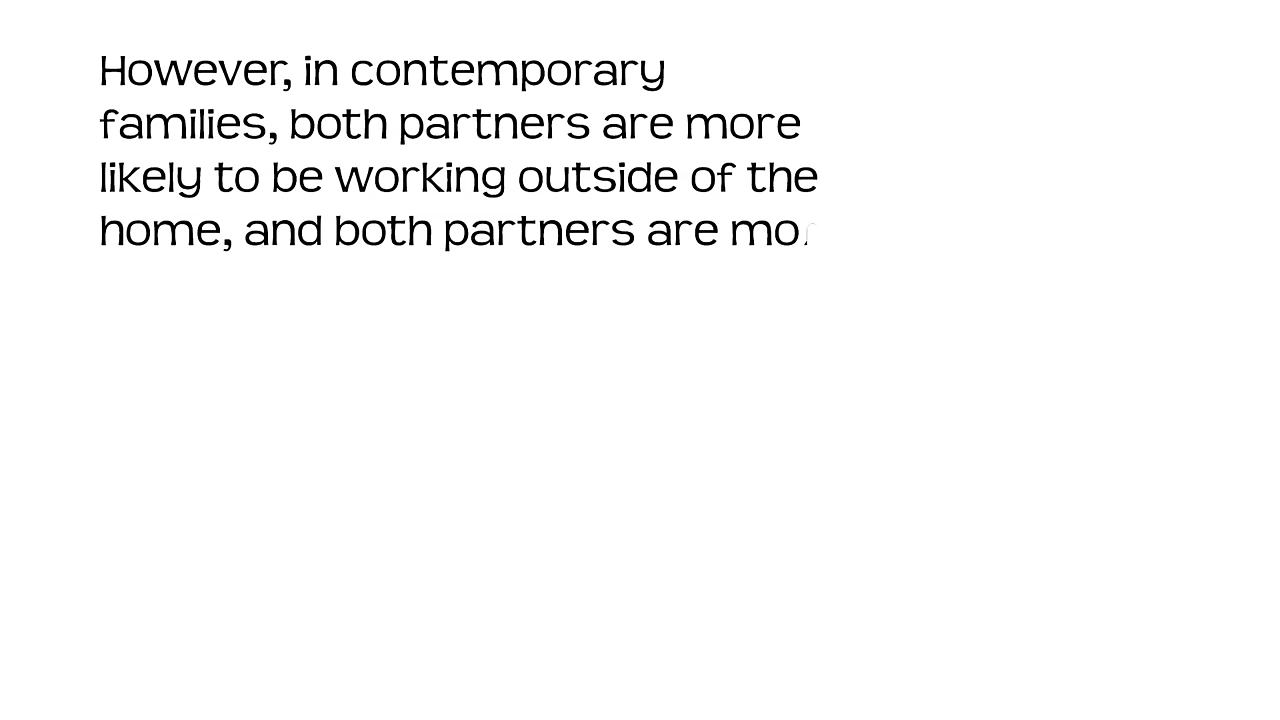 However, in contemporary
families, both partners are more
likely to be working outside of the
home, and both partners are